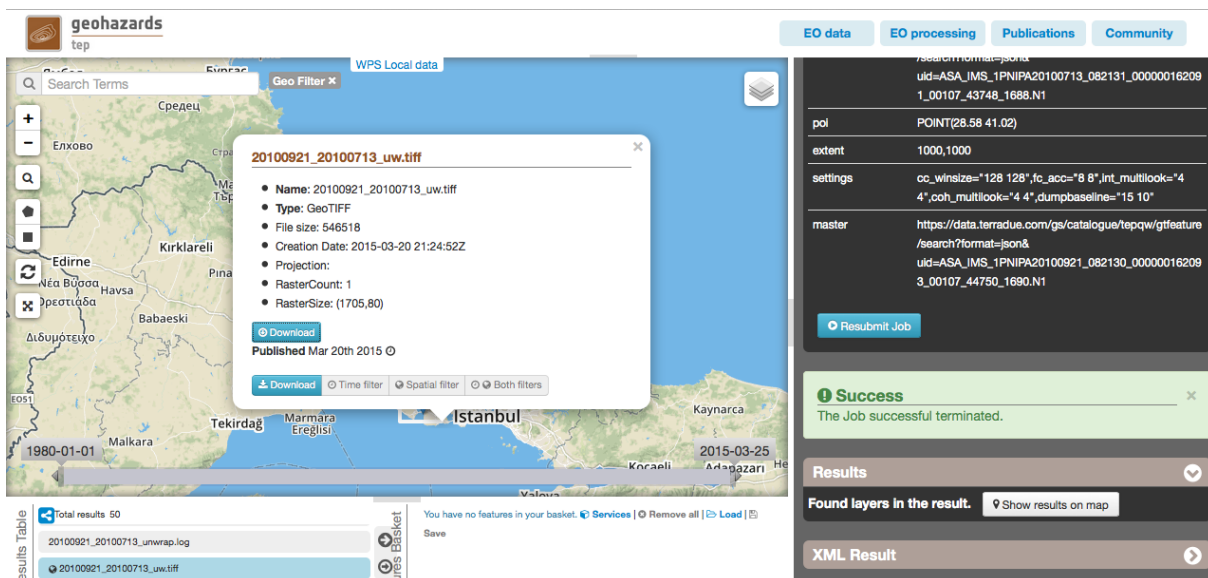 geohazards
tep
EO data
EO processing
Publications
Community
WPS Local data
Search Terms
Geo Filter ×
Бургас
Средец
Елхово
Kırklareli
Edirne
Νέα Βύσσα
Havsa
Ορεστιάδα
Babaeski
Διδυμότειχο
EO51
Malkara
Tekirdağ
Marmara
Ereğlisi
Istanbul
Kaynarca
Kocaeli
Adapazarı
Yalova
1980-01-01
2015-03-25
20100921_20100713_uw.tiff
Name: 20100921_20100713_uw.tiff
Type: GeoTIFF
File size: 546518
Creation Date: 2015-03-20 21:24:52Z
Projection:
RasterCount: 1
RasterSize: (1705,80)
Download
Published Mar 20th 2015
Download
Time filter
Spatial filter
Both filters
/search?format=json&
uid=ASA_IMS_1PNIPA20100713_082131_00000016209
1_00107_43748_1688.N1
poi
POINT(28.58 41.02)
extent
1000,1000
settings
cc_winsize="128 128",fc_acc="8 8",int_multilook="4
4",coh_multilook="4 4",dumpbaseline="15 10"
master
https://data.terradue.com/gs/catalogue/tepqw/gtfeature
/search?format=json&
uid=ASA_IMS_1PNIPA20100921_082130_00000016209
3_00107_44750_1690.N1
Resubmit Job
Success
The Job successful terminated.
Results
Found layers in the result.
Show results on map
XML Result
Total results 50
20100921_20100713_unwrap.log
20100921_20100713_uw.tiff
You have no features in your basket. Services | Remove all | Load |
Save